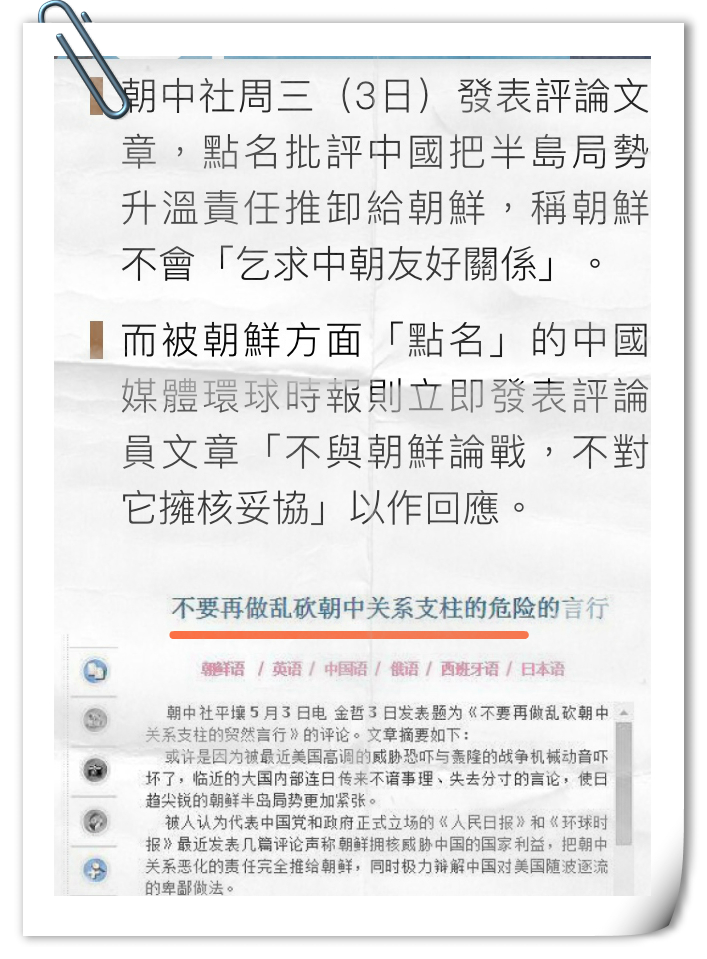 朝中社周三（3日）發表評論文
章，點名批評中國把半島局勢
升溫責任推卸給朝鮮，稱朝鮮
不會「乞求中朝友好關係」。
而被朝鮮方面「點名」的中國
媒體環球時報則立即發表評論
員文章「不與朝鮮論戰，不對
它擁核妥協」以作回應。
不要再做乱砍朝中关系支柱的危险的言行
朝鲜语 / 英语 / 中国语 / 俄语 / 西班牙语 / 日本语
朝中社平壤 5 月 3 日电 金哲 3 日发表题为《不要再做乱砍朝中
关系支柱的贸然言行》的评论。文章摘要如下：
或许是因为被最近美国高调的威胁恐吓与轰隆的战争机械动音吓
坏了，临近的大国内部连日传来不谙事理、失去分寸的言论，使日
趋尖锐的朝鲜半岛局势更加紧张。
被人认为代表中国党和政府正式立场的《人民日报》和《环球时
报》最近发表几篇评论声称朝鲜拥核威胁中国的国家利益，把朝中
关系恶化的责任完全推给朝鲜，同时极力辩解中国对美国随波逐流
的卑鄙做法。